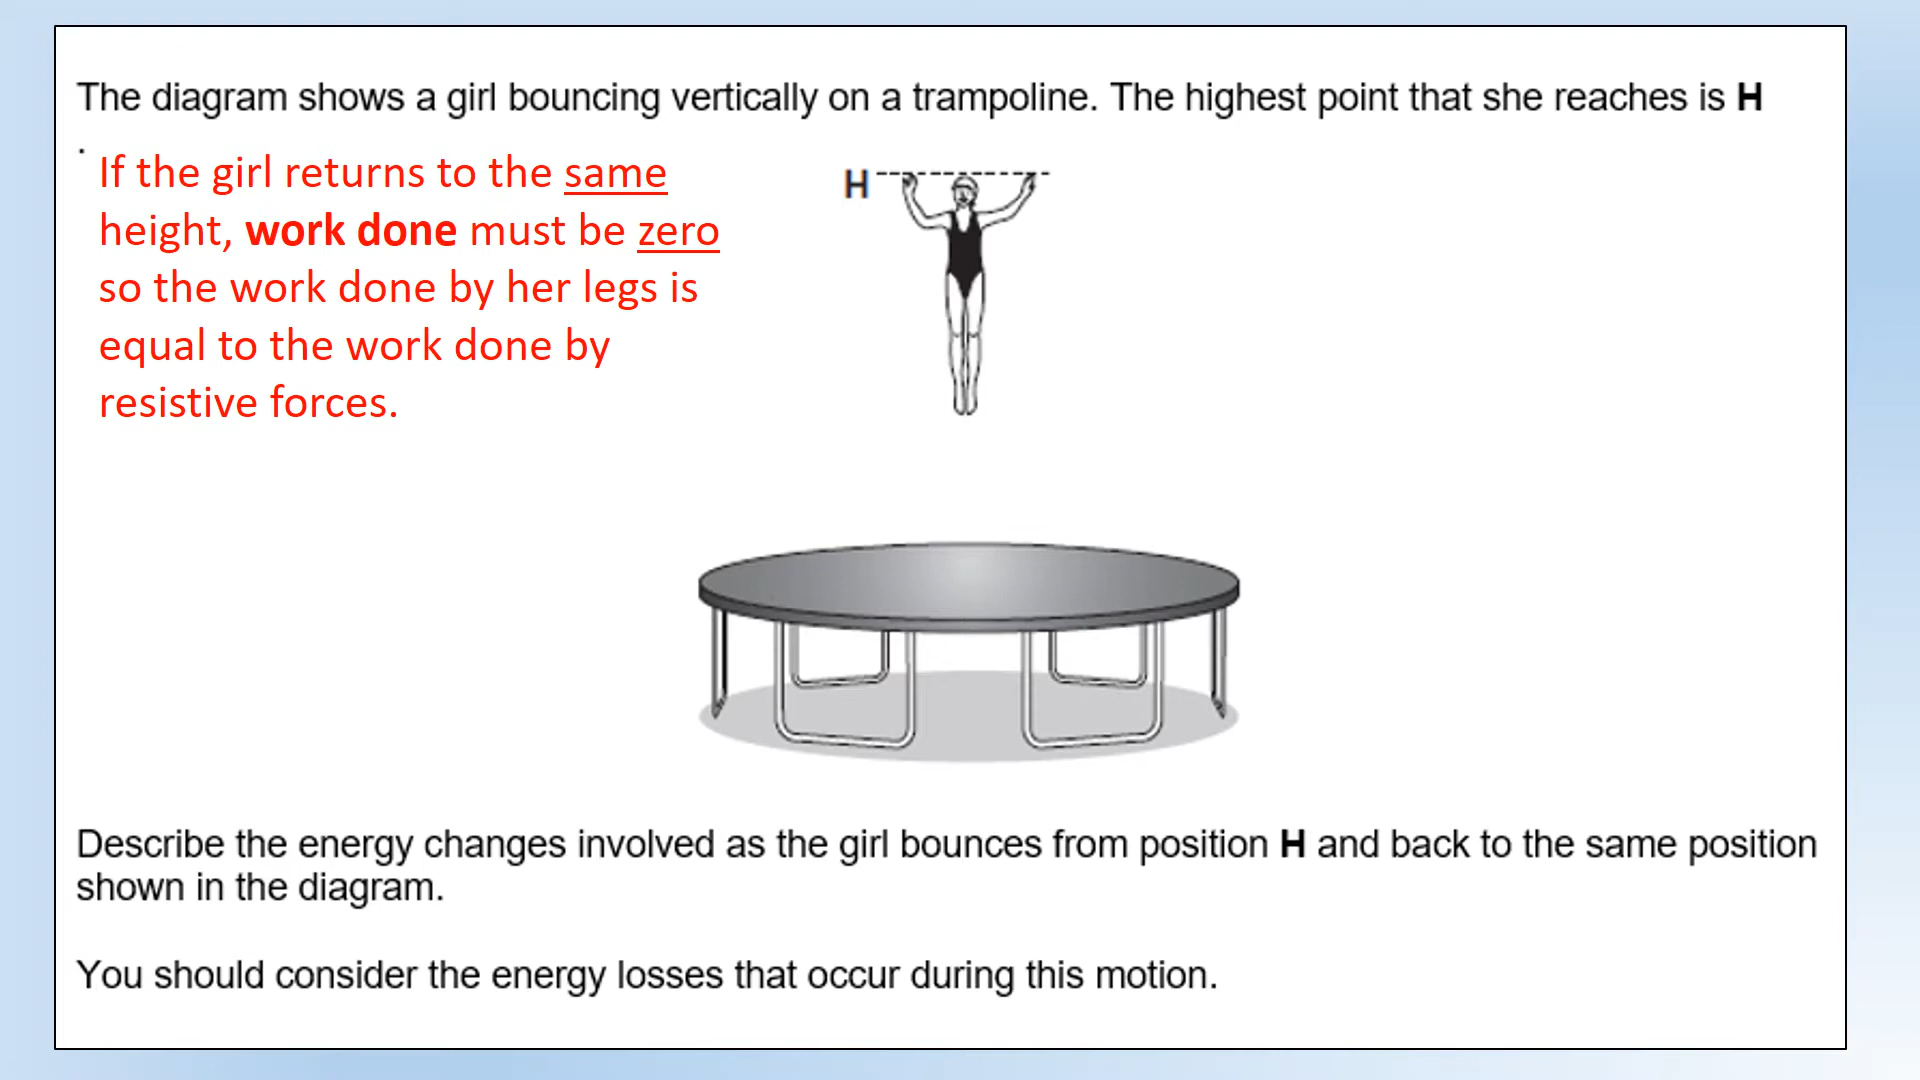 The diagram shows a girl bouncing vertically on a trampoline. The highest point that she reaches is H
.
If the girl returns to the same
height, work done must be zero
so the work done by her legs is
equal to the work done by
resistive forces.
H
Describe the energy changes involved as the girl bounces from position H and back to the same position
shown in the diagram.
You should consider the energy losses that occur during this motion.